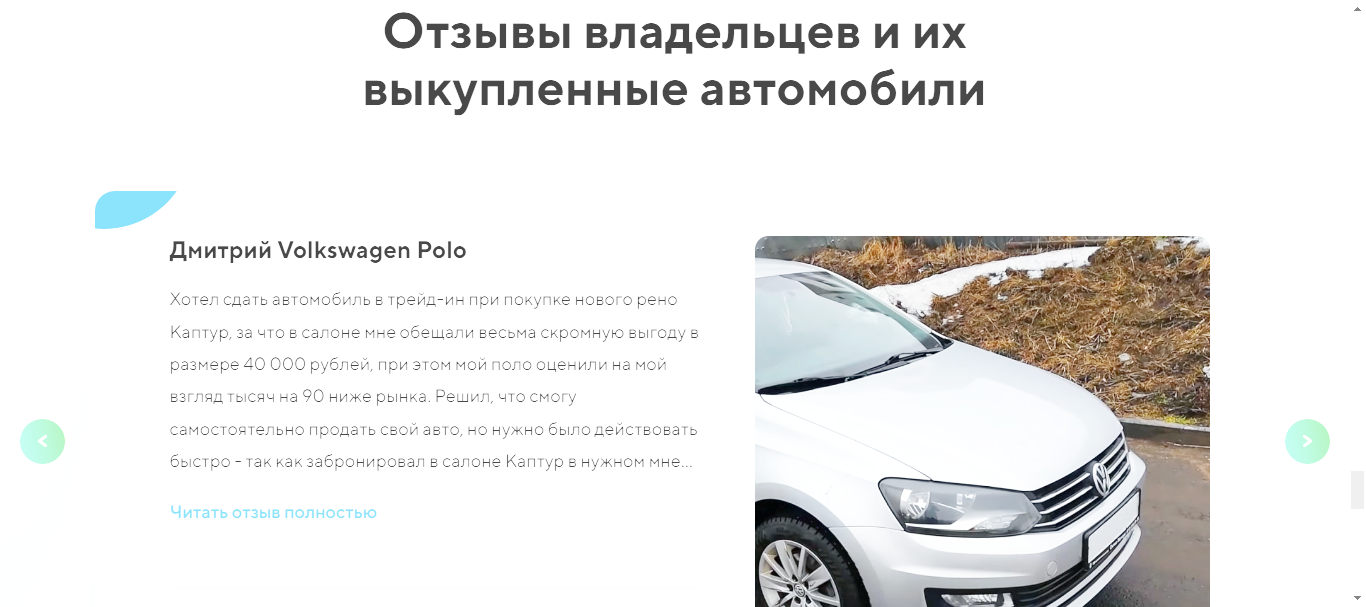 Отзывы владельцев и их
выкупленные автомобили
Дмитрий Volkswagen Polo
Хотел сдать автомобиль в трейд-ин при покупке нового рено
Каптур, за что в салоне мне обещали весьма скромную выгоду в
размере 40 000 рублей, при этом мой поло оценили на мой
взгляд тысяч на 90 ниже рынка. Решил, что смогу
самостоятельно продать свой авто, но нужно было действовать
быстро - так как забронировал в салоне Каптур в нужном мне...
Читать отзыв полностью